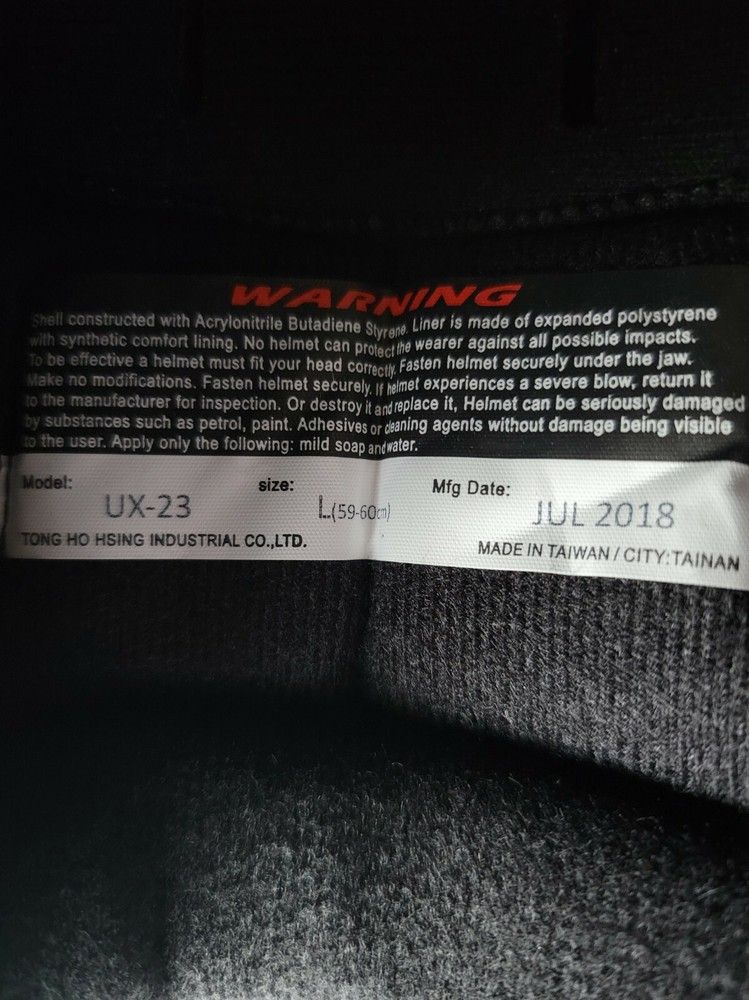 WARNING
Shell constructed with Acrylonitrile Butadiene Styrene. Liner is made of expanded polystyrene
with synthetic comfort lining. No helmet can protect the wearer against all possible impacts.
To be effective a helmet must fit your head correctly. Fasten helmet securely under the jaw.
Make no modifications. Fasten helmet securely. If helmet experiences a severe blow, return it
to the manufacturer for inspection. Or destroy it and replace it, Helmet can be seriously damaged
by substances such as petrol, paint. Adhesives or cleaning agents without damage being visible
to the user. Apply only the following: mild soap and water.
Model: UX-23 size: L(59-60cm) Mfg Date: JUL 2018
TONG HO HSING INDUSTRIAL CO.,LTD. MADE IN TAIWAN / CITY:TAINAN